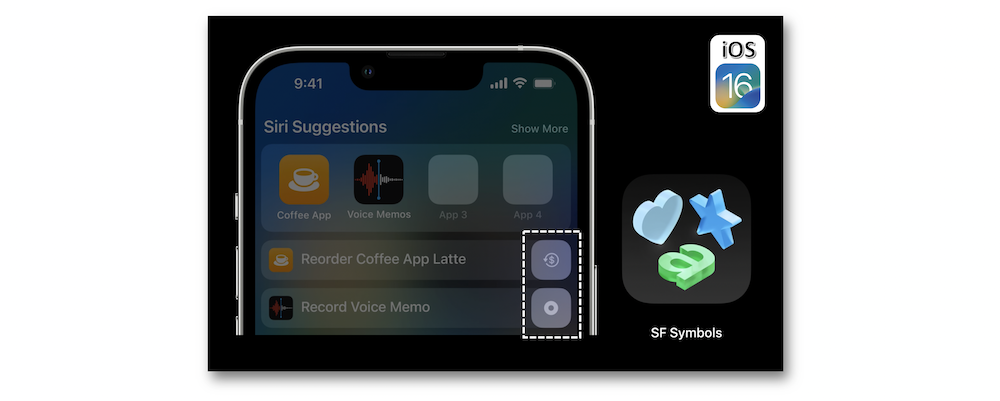 iOS
16
9:41
Siri Suggestions
Show More
Coffee App
Voice Memos
App 3
App 4
Reorder Coffee App Latte
$
Record Voice Memo
a
SF Symbols